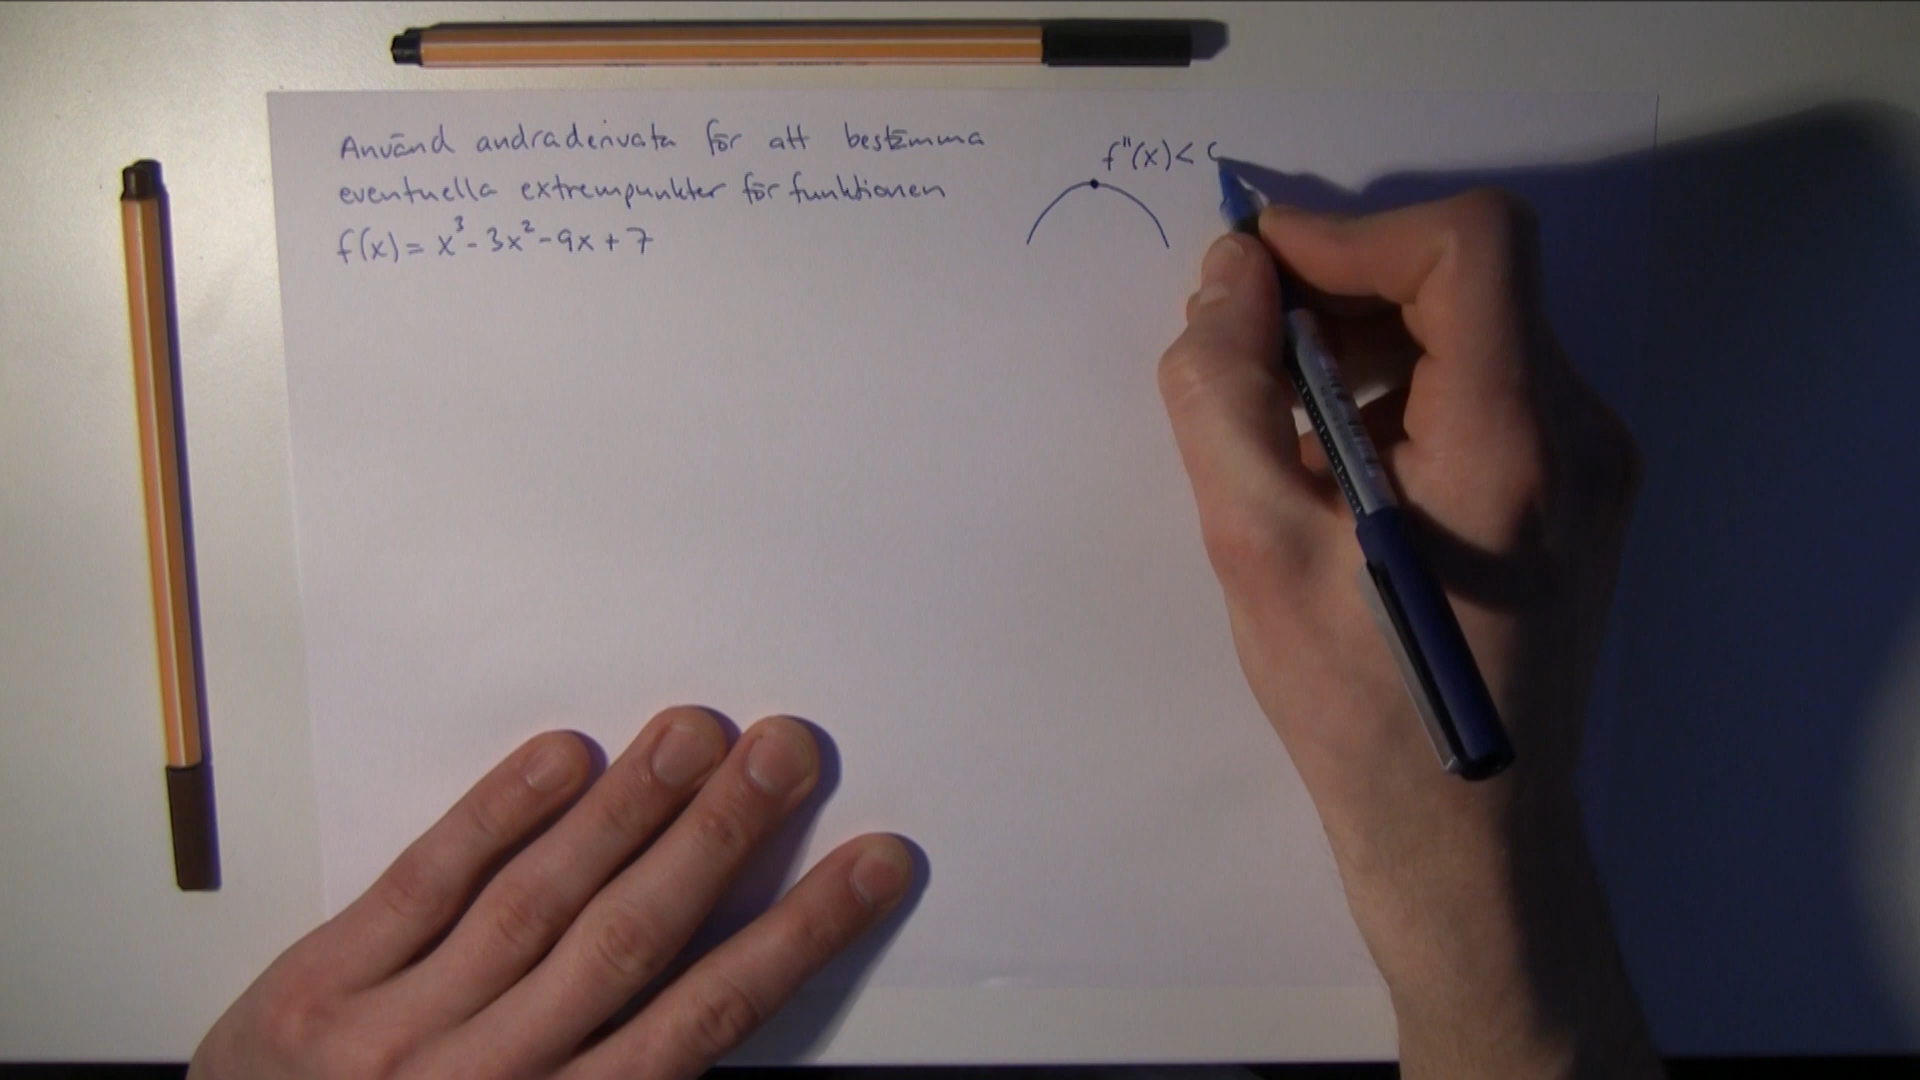 Använd andraderivata för att bestämma
eventuella extrempunkter för funktionen
f(x) = x³ - 3x² - 9x + 7
f''(x) <